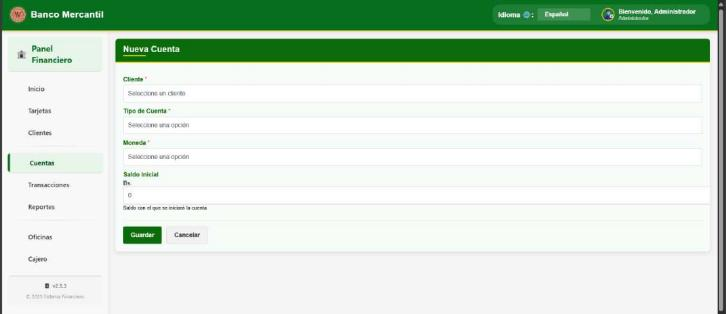 Banco Mercantil
Idioma : Español
Bienvenido, Administrador
Administrador
Panel
Financiero
Inicio
Tarjetas
Clientes
Cuentas
Transacciones
Reportes
Oficinas
Cajero
v2.5.3
© 2025 Sistema Financiero
Nueva Cuenta
Cliente *
Seleccione un cliente
Tipo de Cuenta *
Seleccione una opción
Moneda *
Seleccione una opción
Saldo Inicial
Bs.
0
Saldo con el que se iniciará la cuenta
Guardar Cancelar